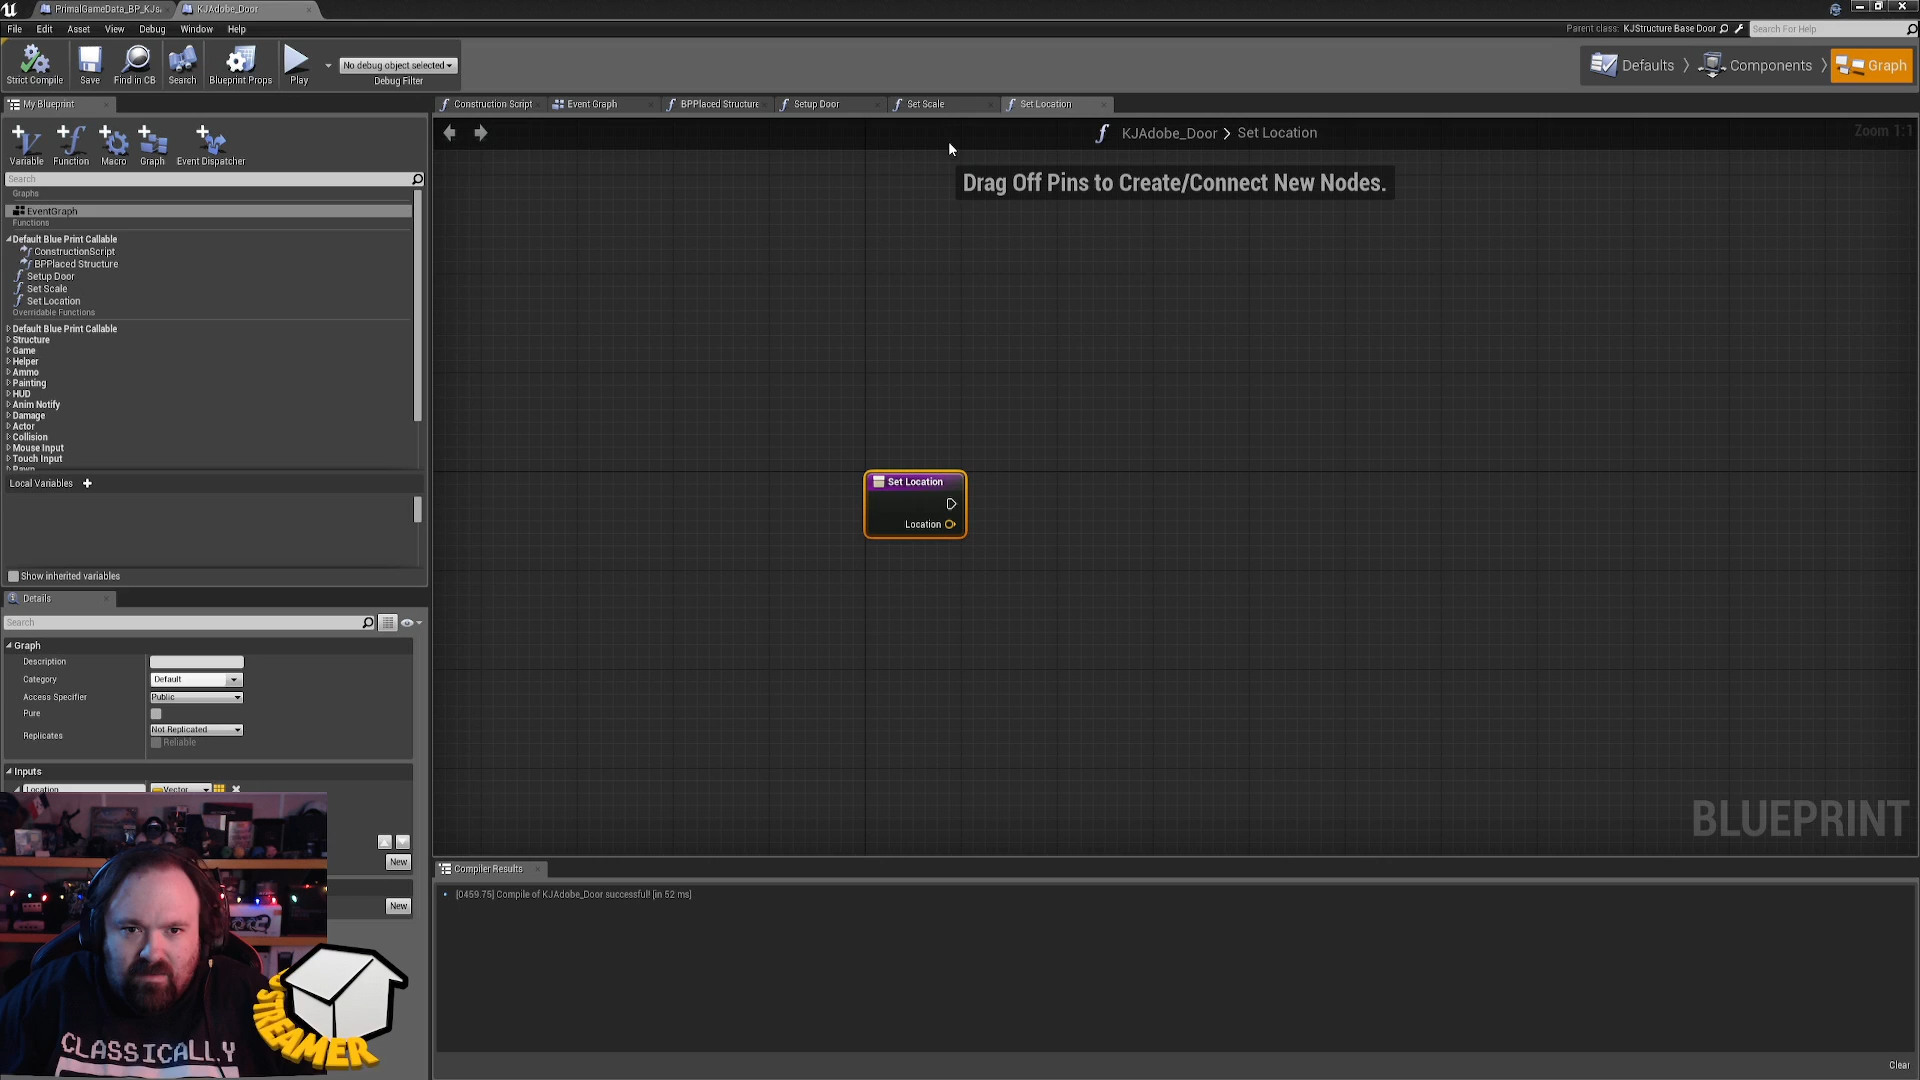 PrimalGameData_BP_KJs
KJAdobe_Door
File Edit Asset View Debug Window Help
Parent class: KJStructure Base Door
Search For Help
Strict Compile
Save
Find in CB
Search
Blueprint Props
Play
No debug object selected
Debug Filter
Defaults
Components
Graph
My Blueprint
Construction Script
Event Graph
BPPlaced Structure
Setup Door
Set Scale
Set Location
Variable
Function
Macro
Graph
Event Dispatcher
KJAdobe_Door > Set Location
Zoom 1:1
Drag Off Pins to Create/Connect New Nodes.
Search
Graphs
EventGraph
Functions
Default Blue Print Callable
ConstructionScript
BPPlaced Structure
Setup Door
Set Scale
Set Location
Overridable Functions
Default Blue Print Callable
Structure
Game
Helper
Ammo
Painting
HUD
Anim Notify
Damage
Actor
Collision
Mouse Input
Touch Input
Local Variables
Set Location
Location
Show inherited variables
Details
Search
Graph
Description
Category
Default
Access Specifier
Public
Pure
Replicates
Not Replicated
Reliable
Inputs
Location
Vector
New
New
BLUEPRINT
Compiler Results
[0459.75] Compile of KJAdobe_Door successful! [in 52 ms]
Clear
CLASSICALLY
STREAMER